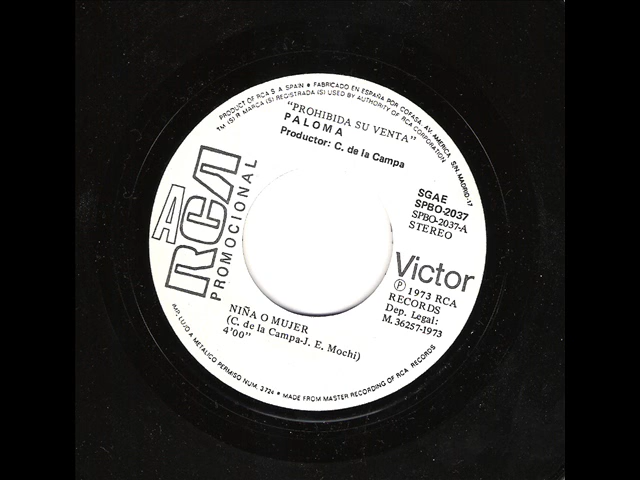 PRODUCT OF RCA S A SPAIN • FABRICADO EN ESPAÑA POR COFASA, AV. AMERICA, S/N. MADRID-17
TM. (S) R. MARCA (S) REGISTRADA (S) USED BY AUTHORITY OF RCA CORPORATION
"PROHIBIDA SU VENTA"
PALOMA
Productor: C. de la Campa
A
RCA
PROMOCIONAL
SGAE
SPBO-2037
SPBO-2037-A
STEREO
Victor
Ⓟ 1973 RCA
RECORDS
Dep. Legal:
M. 36257-1973
NIÑA O MUJER
(C. de la Campa-J. E. Mochi)
4'00"
IMP. LUJO A METALICO PERMISO NUM. 3724 • MADE FROM MASTER RECORDING OF RCA RECORDS